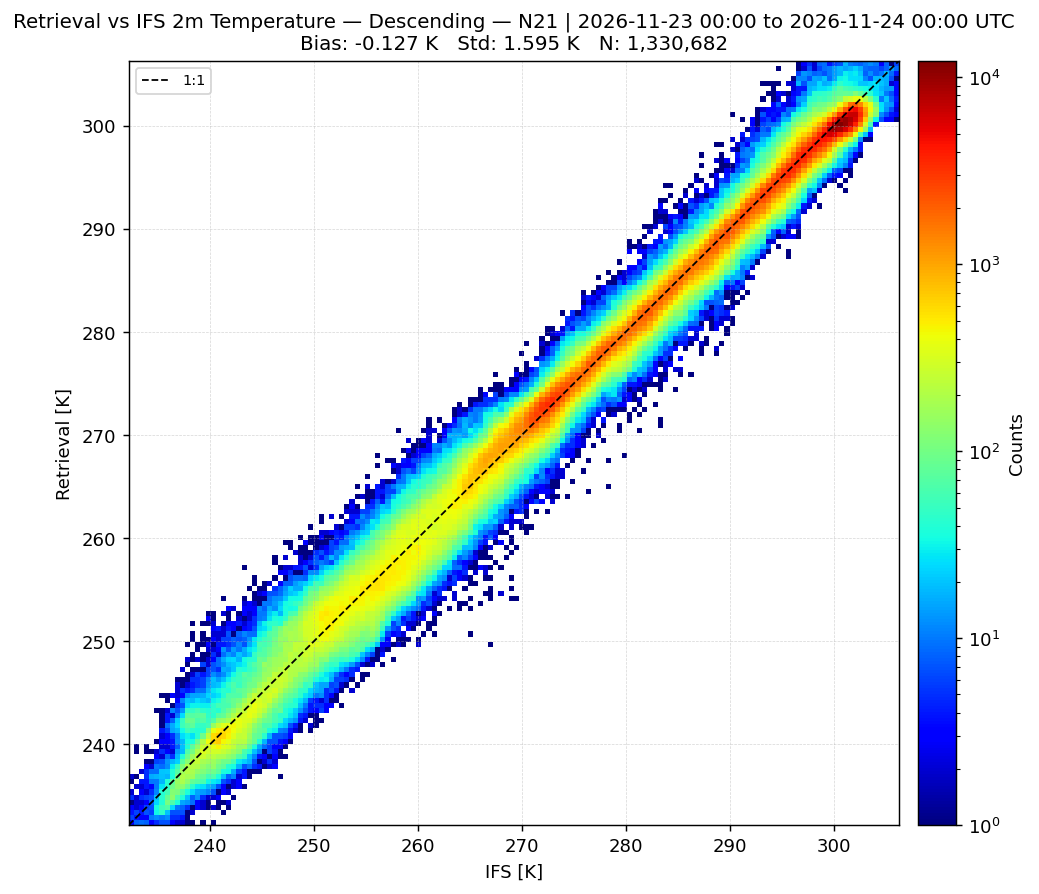 Retrieval vs IFS 2m Temperature — Descending — N21 | 2026-11-23 00:00 to 2026-11-24 00:00 UTC
Bias: -0.127 K   Std: 1.595 K   N: 1,330,682
1:1
300
290
280
270
260
250
240
Retrieval [K]
240 250 260 270 280 290 300
IFS [K]
10⁴
10³
10²
10¹
10⁰
Counts